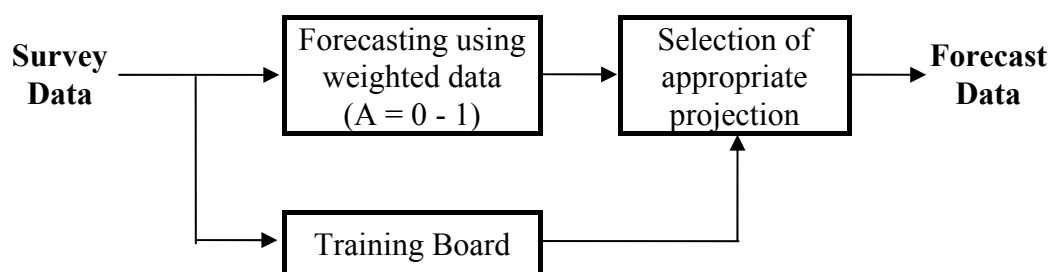 Survey
Data
Forecasting using
weighted data
(A = 0 - 1)
Selection of
appropriate
projection
Forecast
Data
Training Board